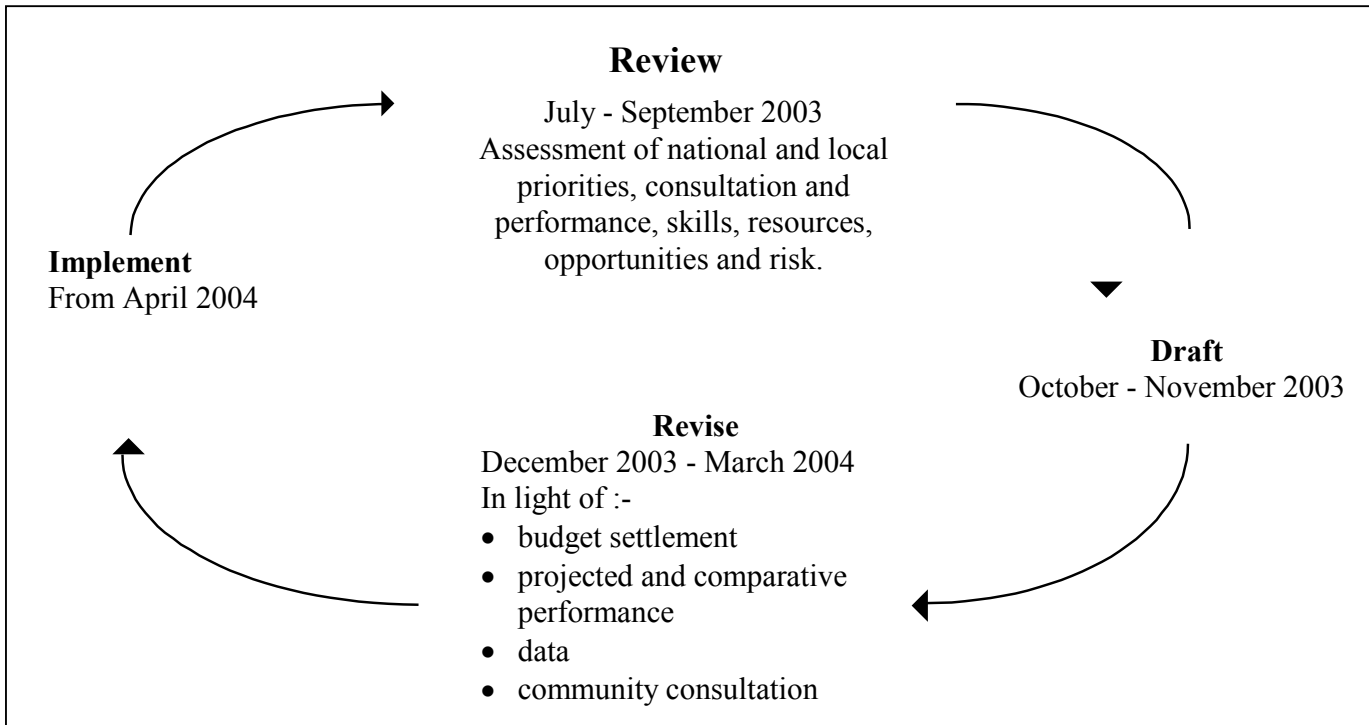 Review
July - September 2003
Assessment of national and local
priorities, consultation and
performance, skills, resources,
opportunities and risk.
Implement
From April 2004
Draft
October - November 2003
Revise
December 2003 - March 2004
In light of :-
• budget settlement
• projected and comparative
performance
• data
• community consultation